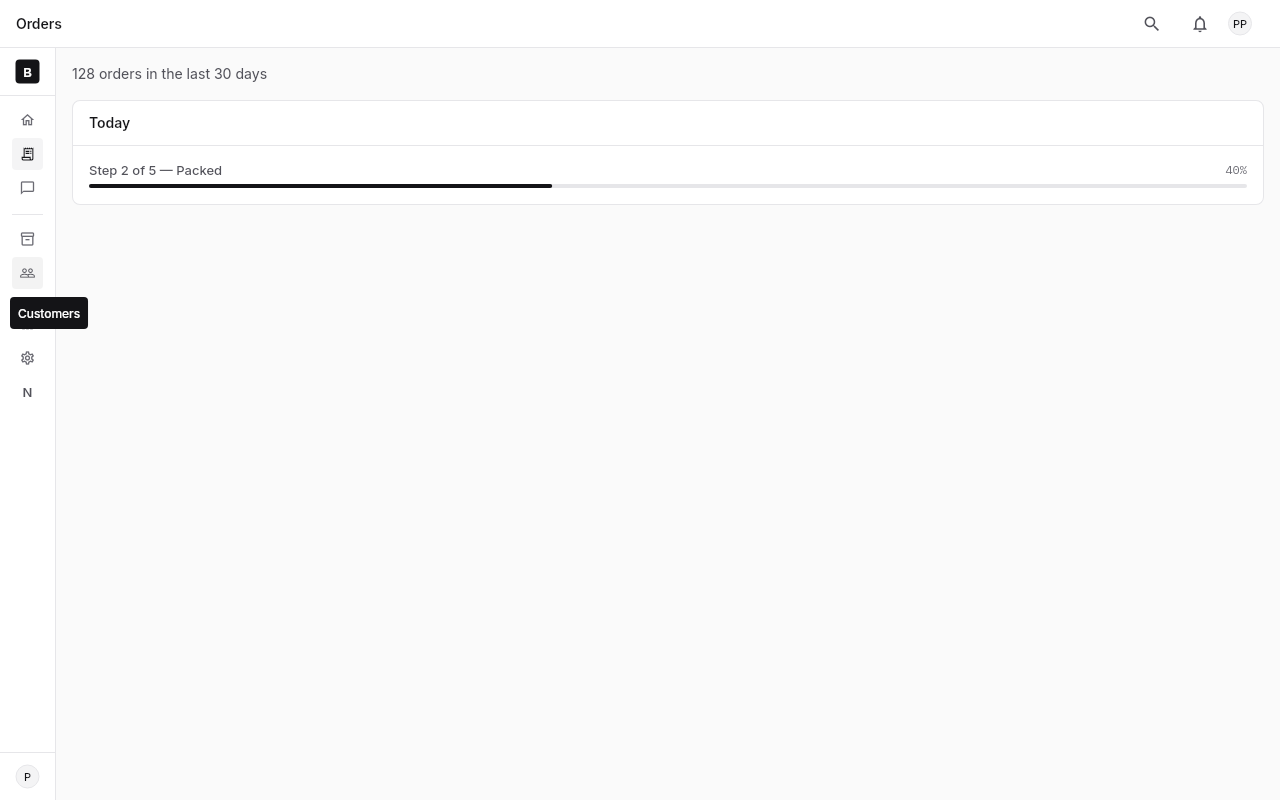 Orders
PP
B
128 orders in the last 30 days
Today
Step 2 of 5 — Packed
40%
Customers
N
P